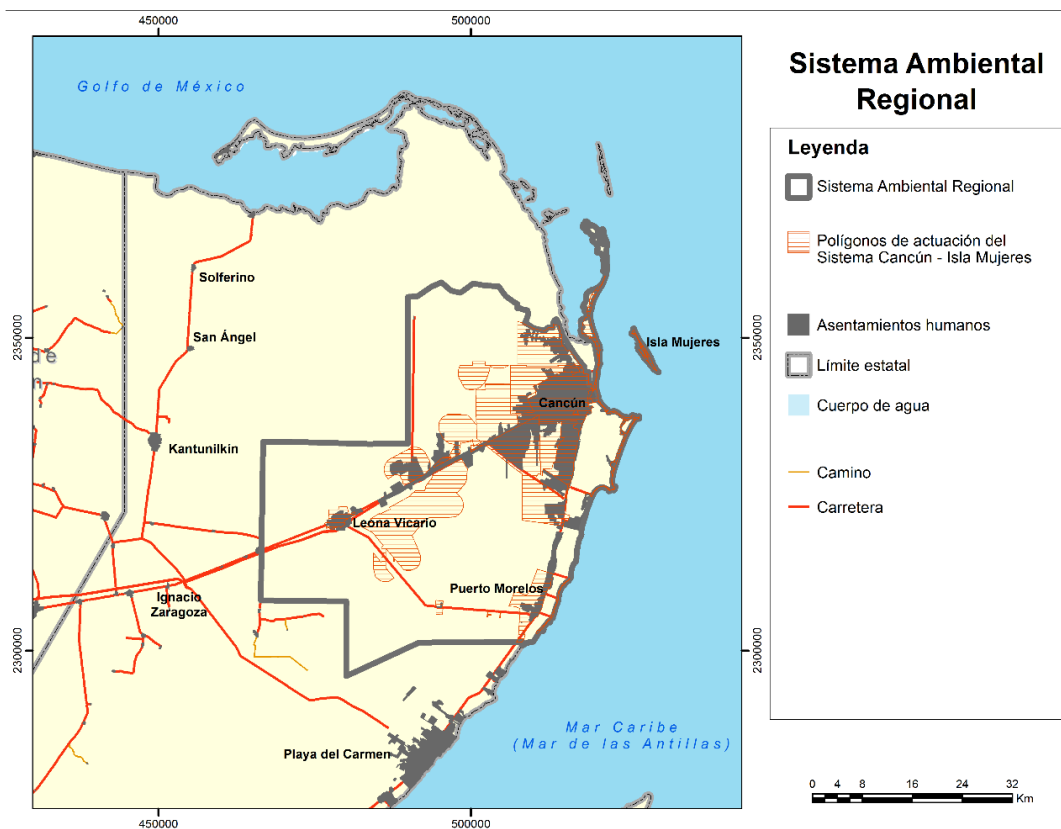 450000
500000
Golfo de México
Solferino
San Ángel
2350000
2350000
Isla Mujeres
Cancún
Kantunilkín
Leona Vicario
Puerto Morelos
Ignacio
Zaragoza
2300000
2300000
Mar Caribe
(Mar de las Antillas)
Playa del Carmen
450000
500000
Sistema Ambiental
Regional
Leyenda
Sistema Ambiental Regional
Polígonos de actuación del
Sistema Cancún - Isla Mujeres
Asentamientos humanos
Límite estatal
Cuerpo de agua
Camino
Carretera
0 4 8 16 24 32
Km